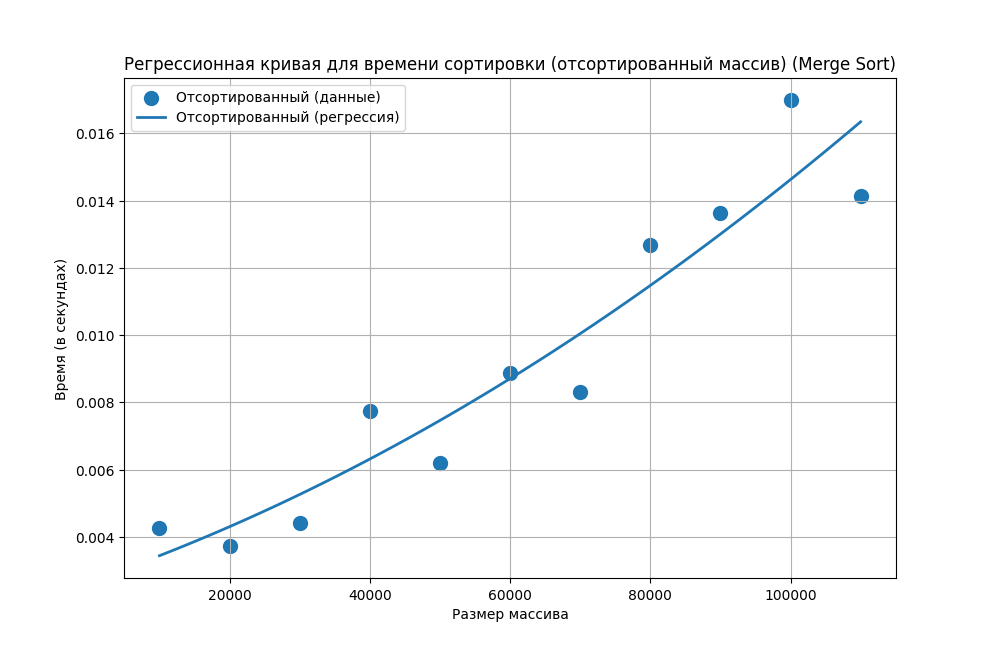 Регрессионная кривая для времени сортировки (отсортированный массив) (Merge Sort)
Отсортированный (данные)
Отсортированный (регрессия)
0.016
0.014
0.012
0.010
0.008
0.006
0.004
Время (в секундах)
20000 40000 60000 80000 100000
Размер массива